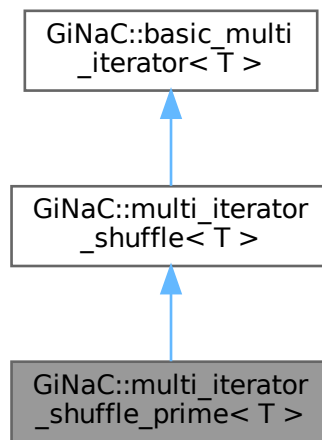 GiNaC::basic_multi
_iterator< T >
GiNaC::multi_iterator
_shuffle< T >
GiNaC::multi_iterator
_shuffle_prime< T >